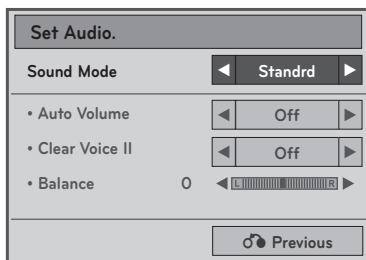 Set Audio.
Sound Mode ◀ Standrd ▶
• Auto Volume ◀ Off ▶
• Clear Voice II ◀ Off ▶
• Balance 0 ◀ L R ▶
Previous